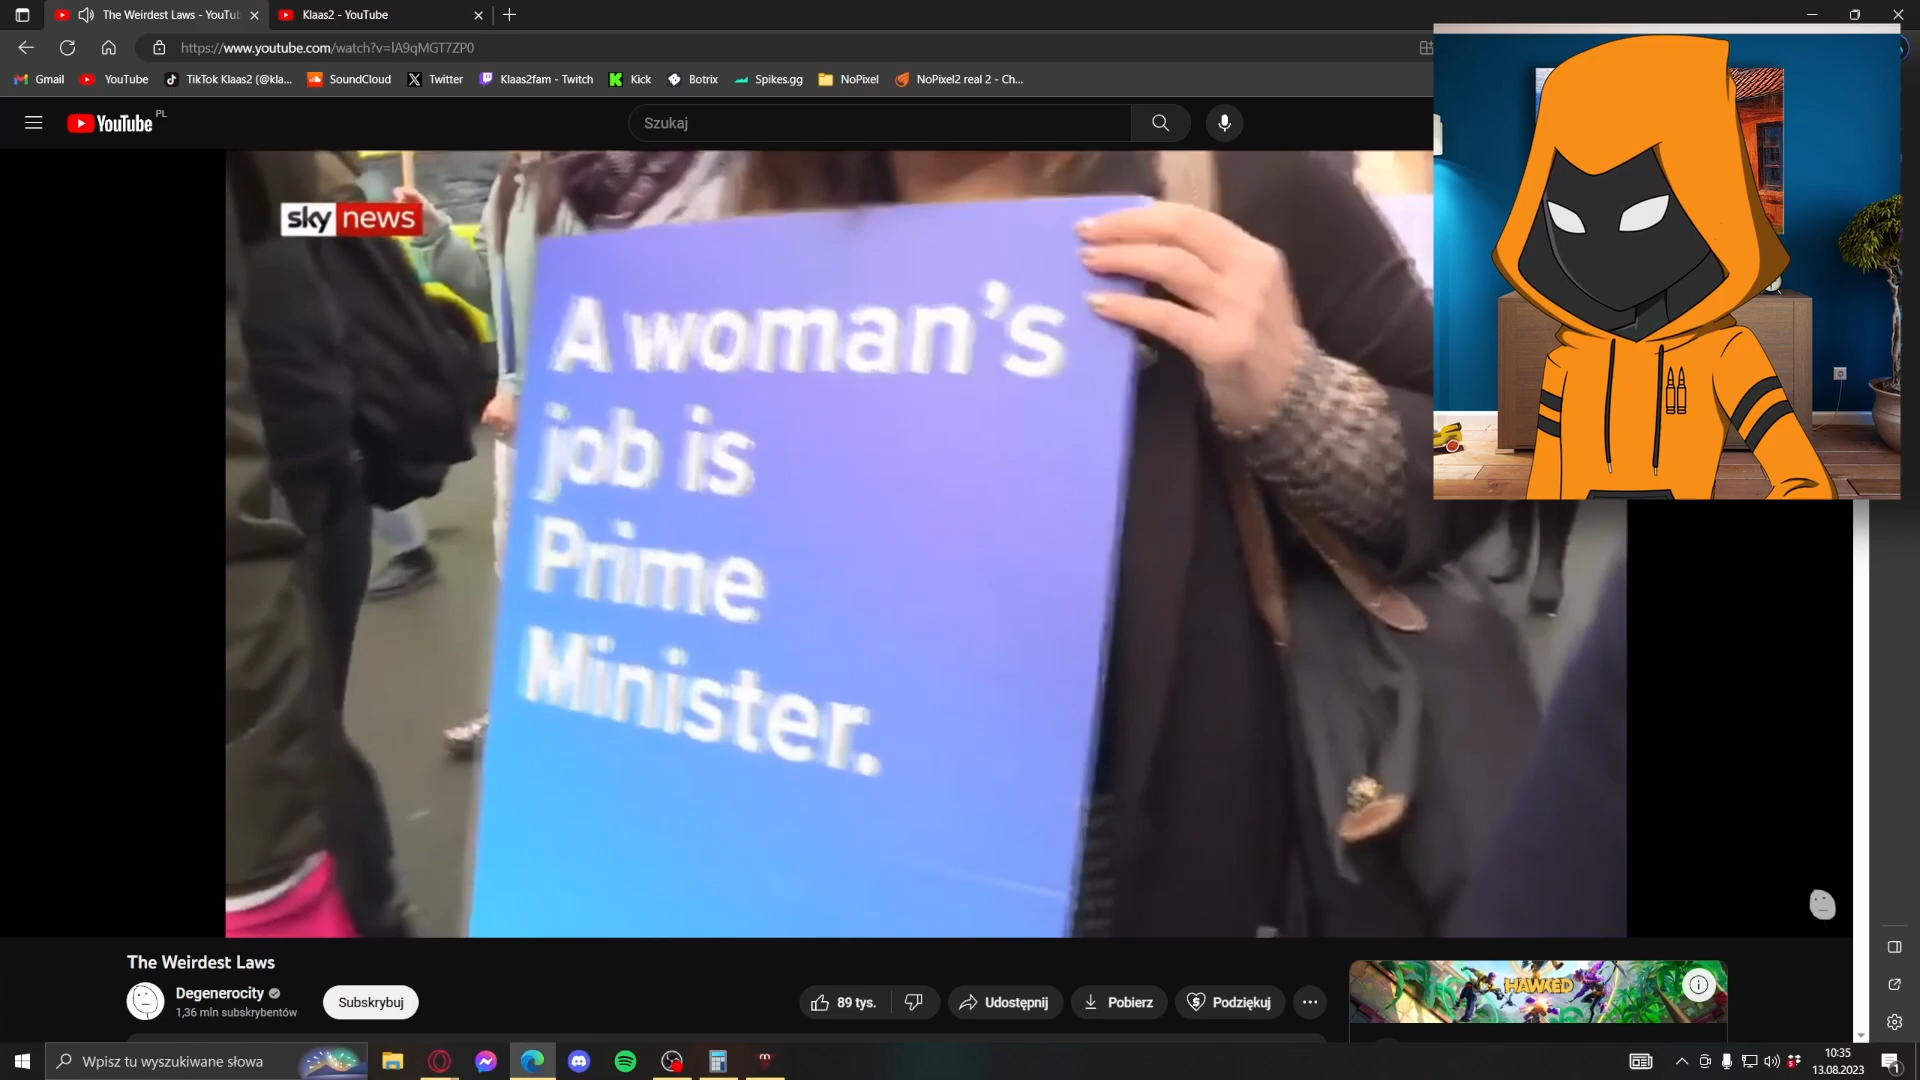 The Weirdest Laws - YouTu
Klaas2 - YouTube
https://www.youtube.com/watch?v=lA9qMGT7ZP0
Gmail
YouTube
TikTok Klaas2 (@kla...
SoundCloud
Twitter
Klaas2fam - Twitch
Kick
Botrix
Spikes.gg
NoPixel
NoPixel2 real 2 - Ch...
YouTube PL
Szukaj
sky news
A woman's
job is
Prime
Minister.
The Weirdest Laws
Degenerocity
1,36 mln subskrybentów
Subskrybuj
89 tys.
Udostępnij
Pobierz
Podziękuj
HAWKED
Wpisz tu wyszukiwane słowa
10:35
13.08.2023
1